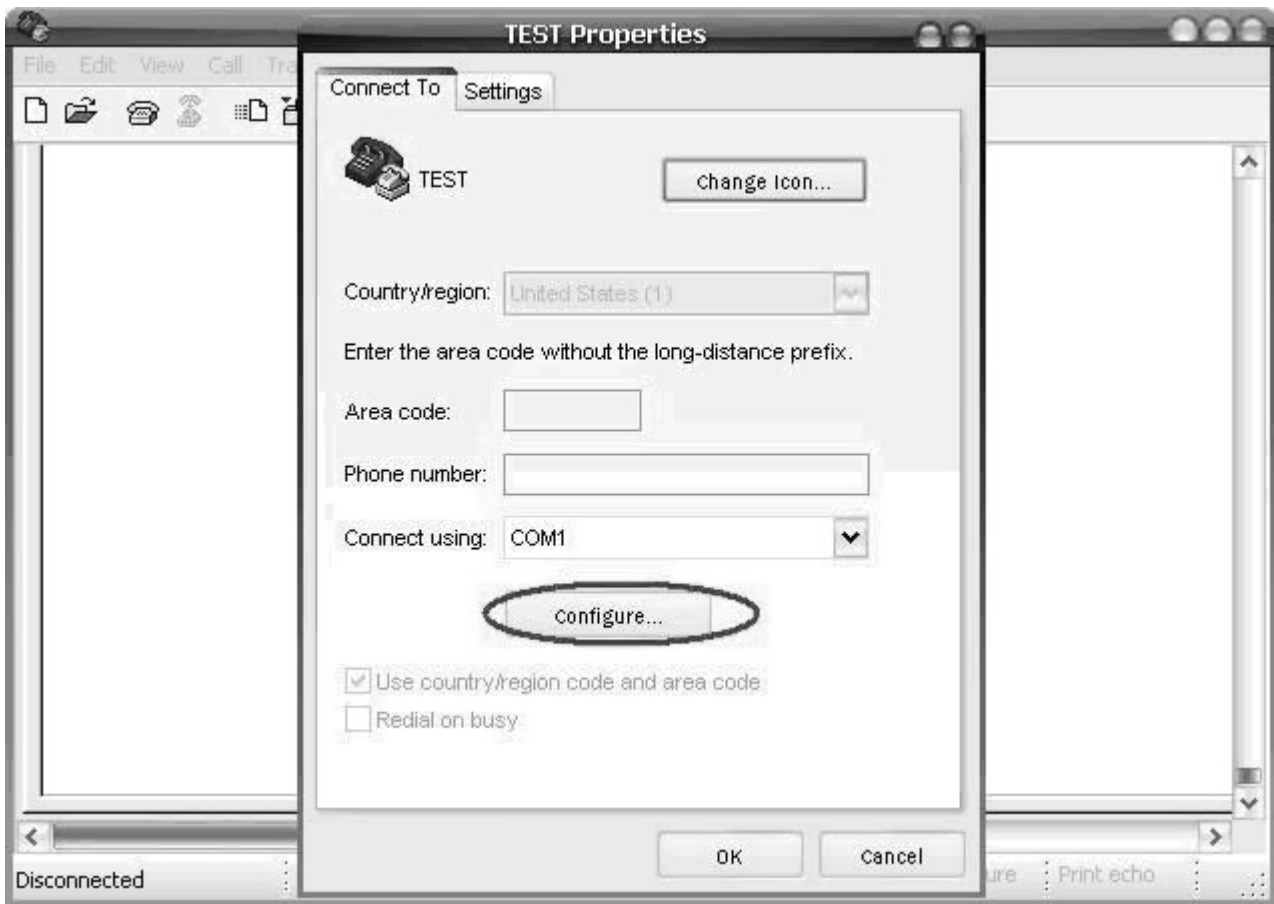 TEST Properties
File Edit View Call Tra
Connect To Settings
TEST
Change Icon...
Country/region: United States (1)
Enter the area code without the long-distance prefix.
Area code:
Phone number:
Connect using: COM1
Configure...
Use country/region code and area code
Redial on busy
OK Cancel
Disconnected ure Print echo